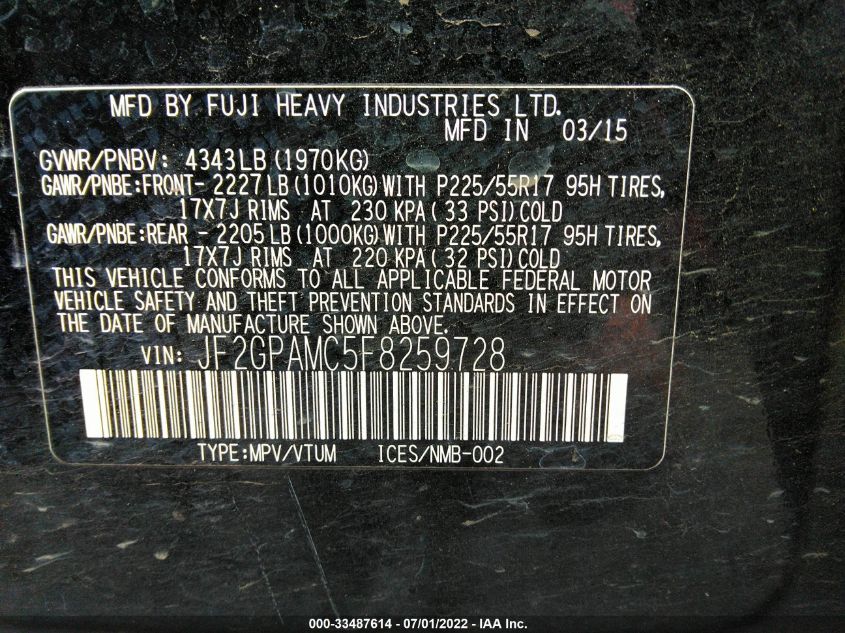 MFD BY FUJI HEAVY INDUSTRIES LTD.
MFD IN 03/15
GVWR/PNBV: 4343LB(1970KG)
GAWR/PNBE:FRONT- 2227LB(1010KG)WITH P225/55R17 95H TIRES,
17X7J RIMS AT 230 KPA(33 PSI)COLD
GAWR/PNBE:REAR - 2205LB(1000KG)WITH P225/55R17 95H TIRES,
17X7J RIMS AT 220 KPA(32 PSI)COLD
THIS VEHICLE CONFORMS TO ALL APPLICABLE FEDERAL MOTOR
VEHICLE SAFETY AND THEFT PREVENTION STANDARDS IN EFFECT ON
THE DATE OF MANUFACTURE SHOWN ABOVE.
VIN: JF2GPAMC5F8259728
TYPE:MPV/VTUM ICES/NMB-002
000-33487614 - 07/01/2022 - IAA Inc.